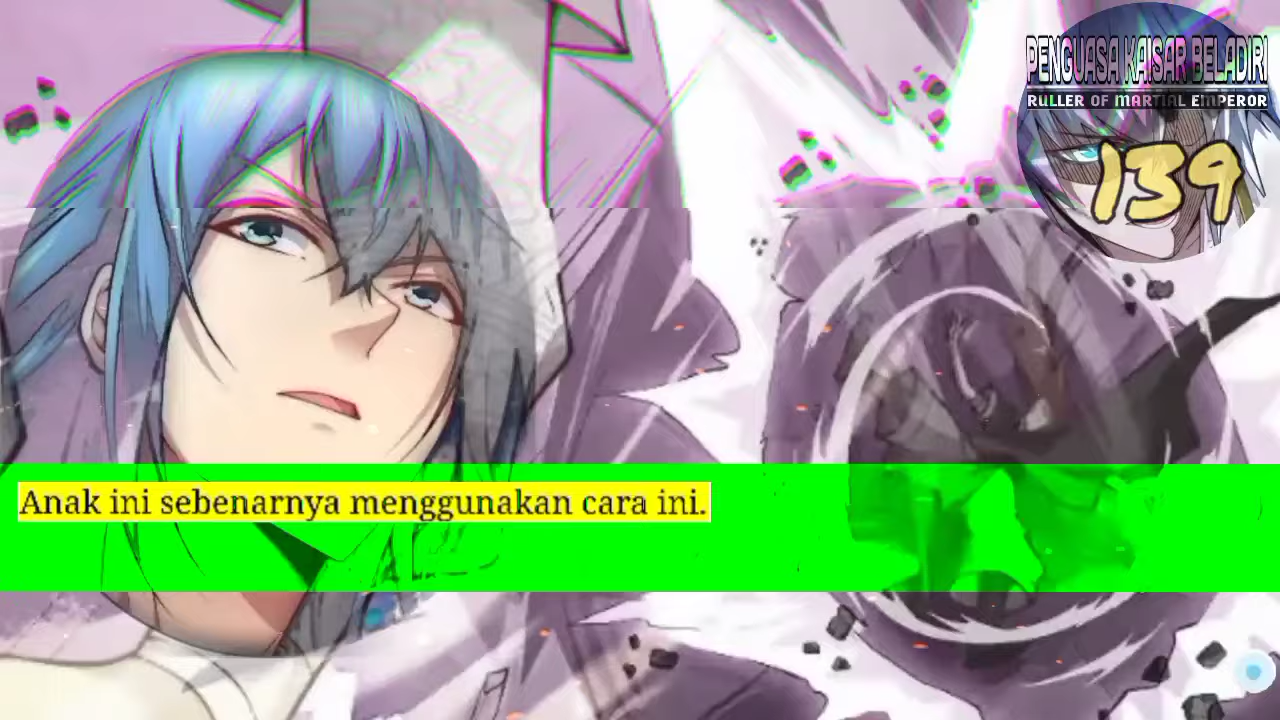 PENGUASA KAISAR BELADIRI
RULLER OF MARTIAL EMPEROR
139
Anak ini sebenarnya menggunakan cara ini.